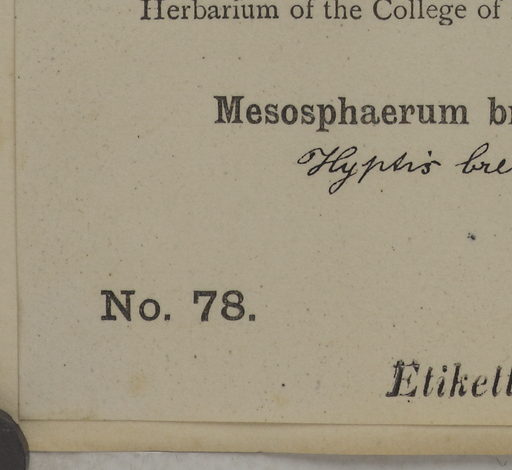 Herbarium of the College of
Mesosphaerum br
Hyptis bre
No. 78.
Etikett